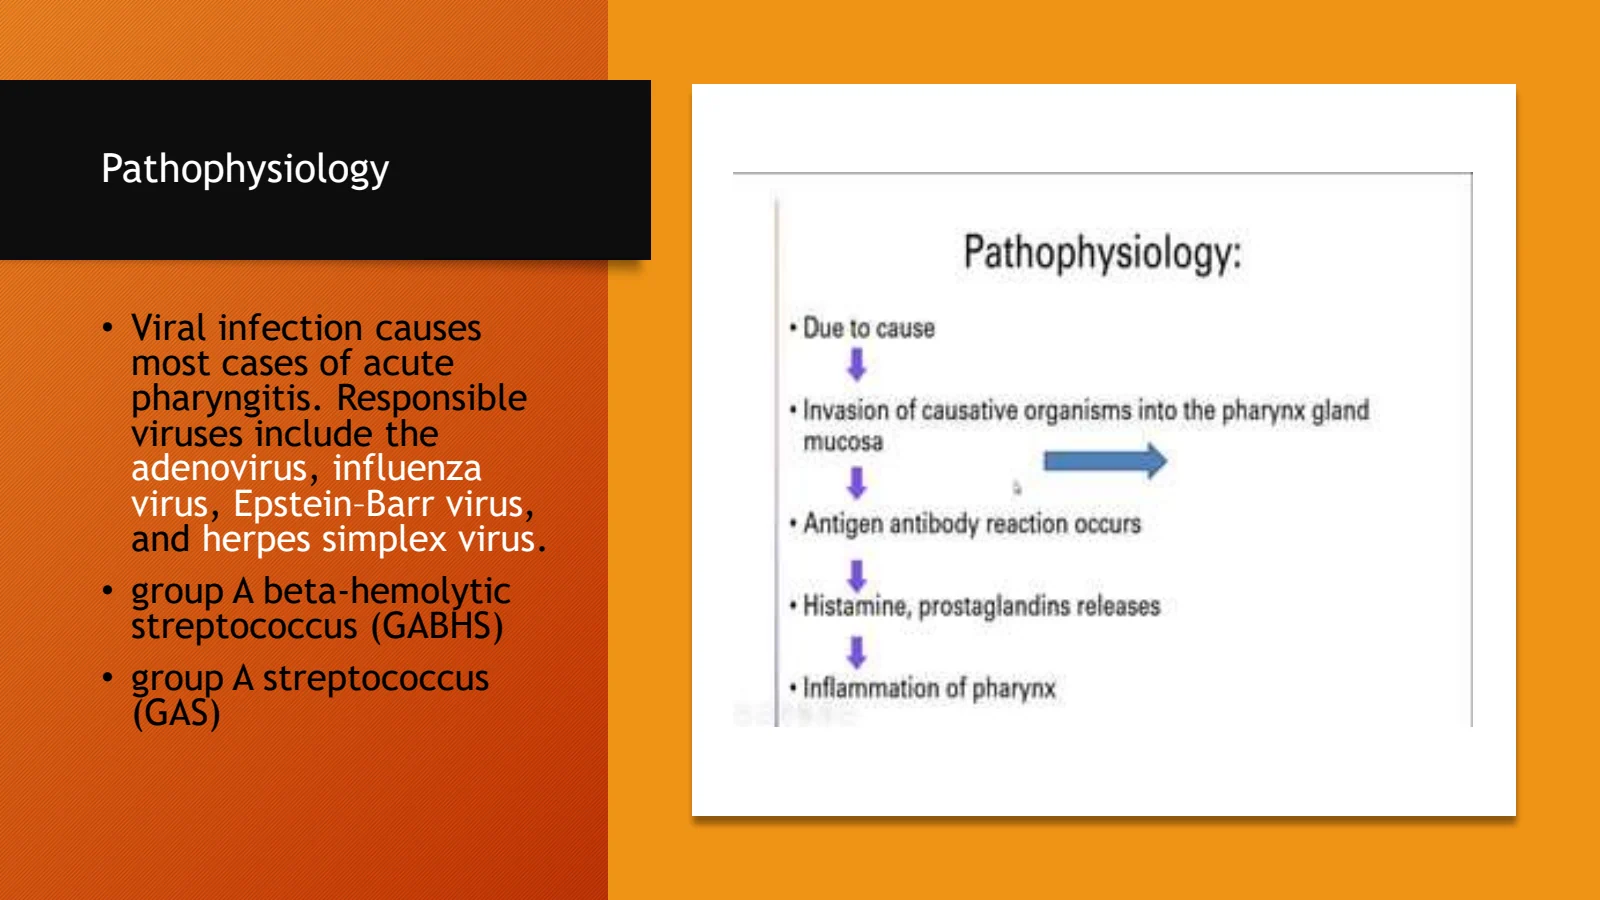 Pathophysiology
• Viral infection causes
most cases of acute
pharyngitis. Responsible
viruses include the
adenovirus, influenza
virus, Epstein–Barr virus,
and herpes simplex virus.
• group A beta-hemolytic
streptococcus (GABHS)
• group A streptococcus
(GAS)
Pathophysiology:
• Due to cause
• Invasion of causative organisms into the pharynx gland
mucosa
• Antigen antibody reaction occurs
• Histamine, prostaglandins releases
• Inflammation of pharynx